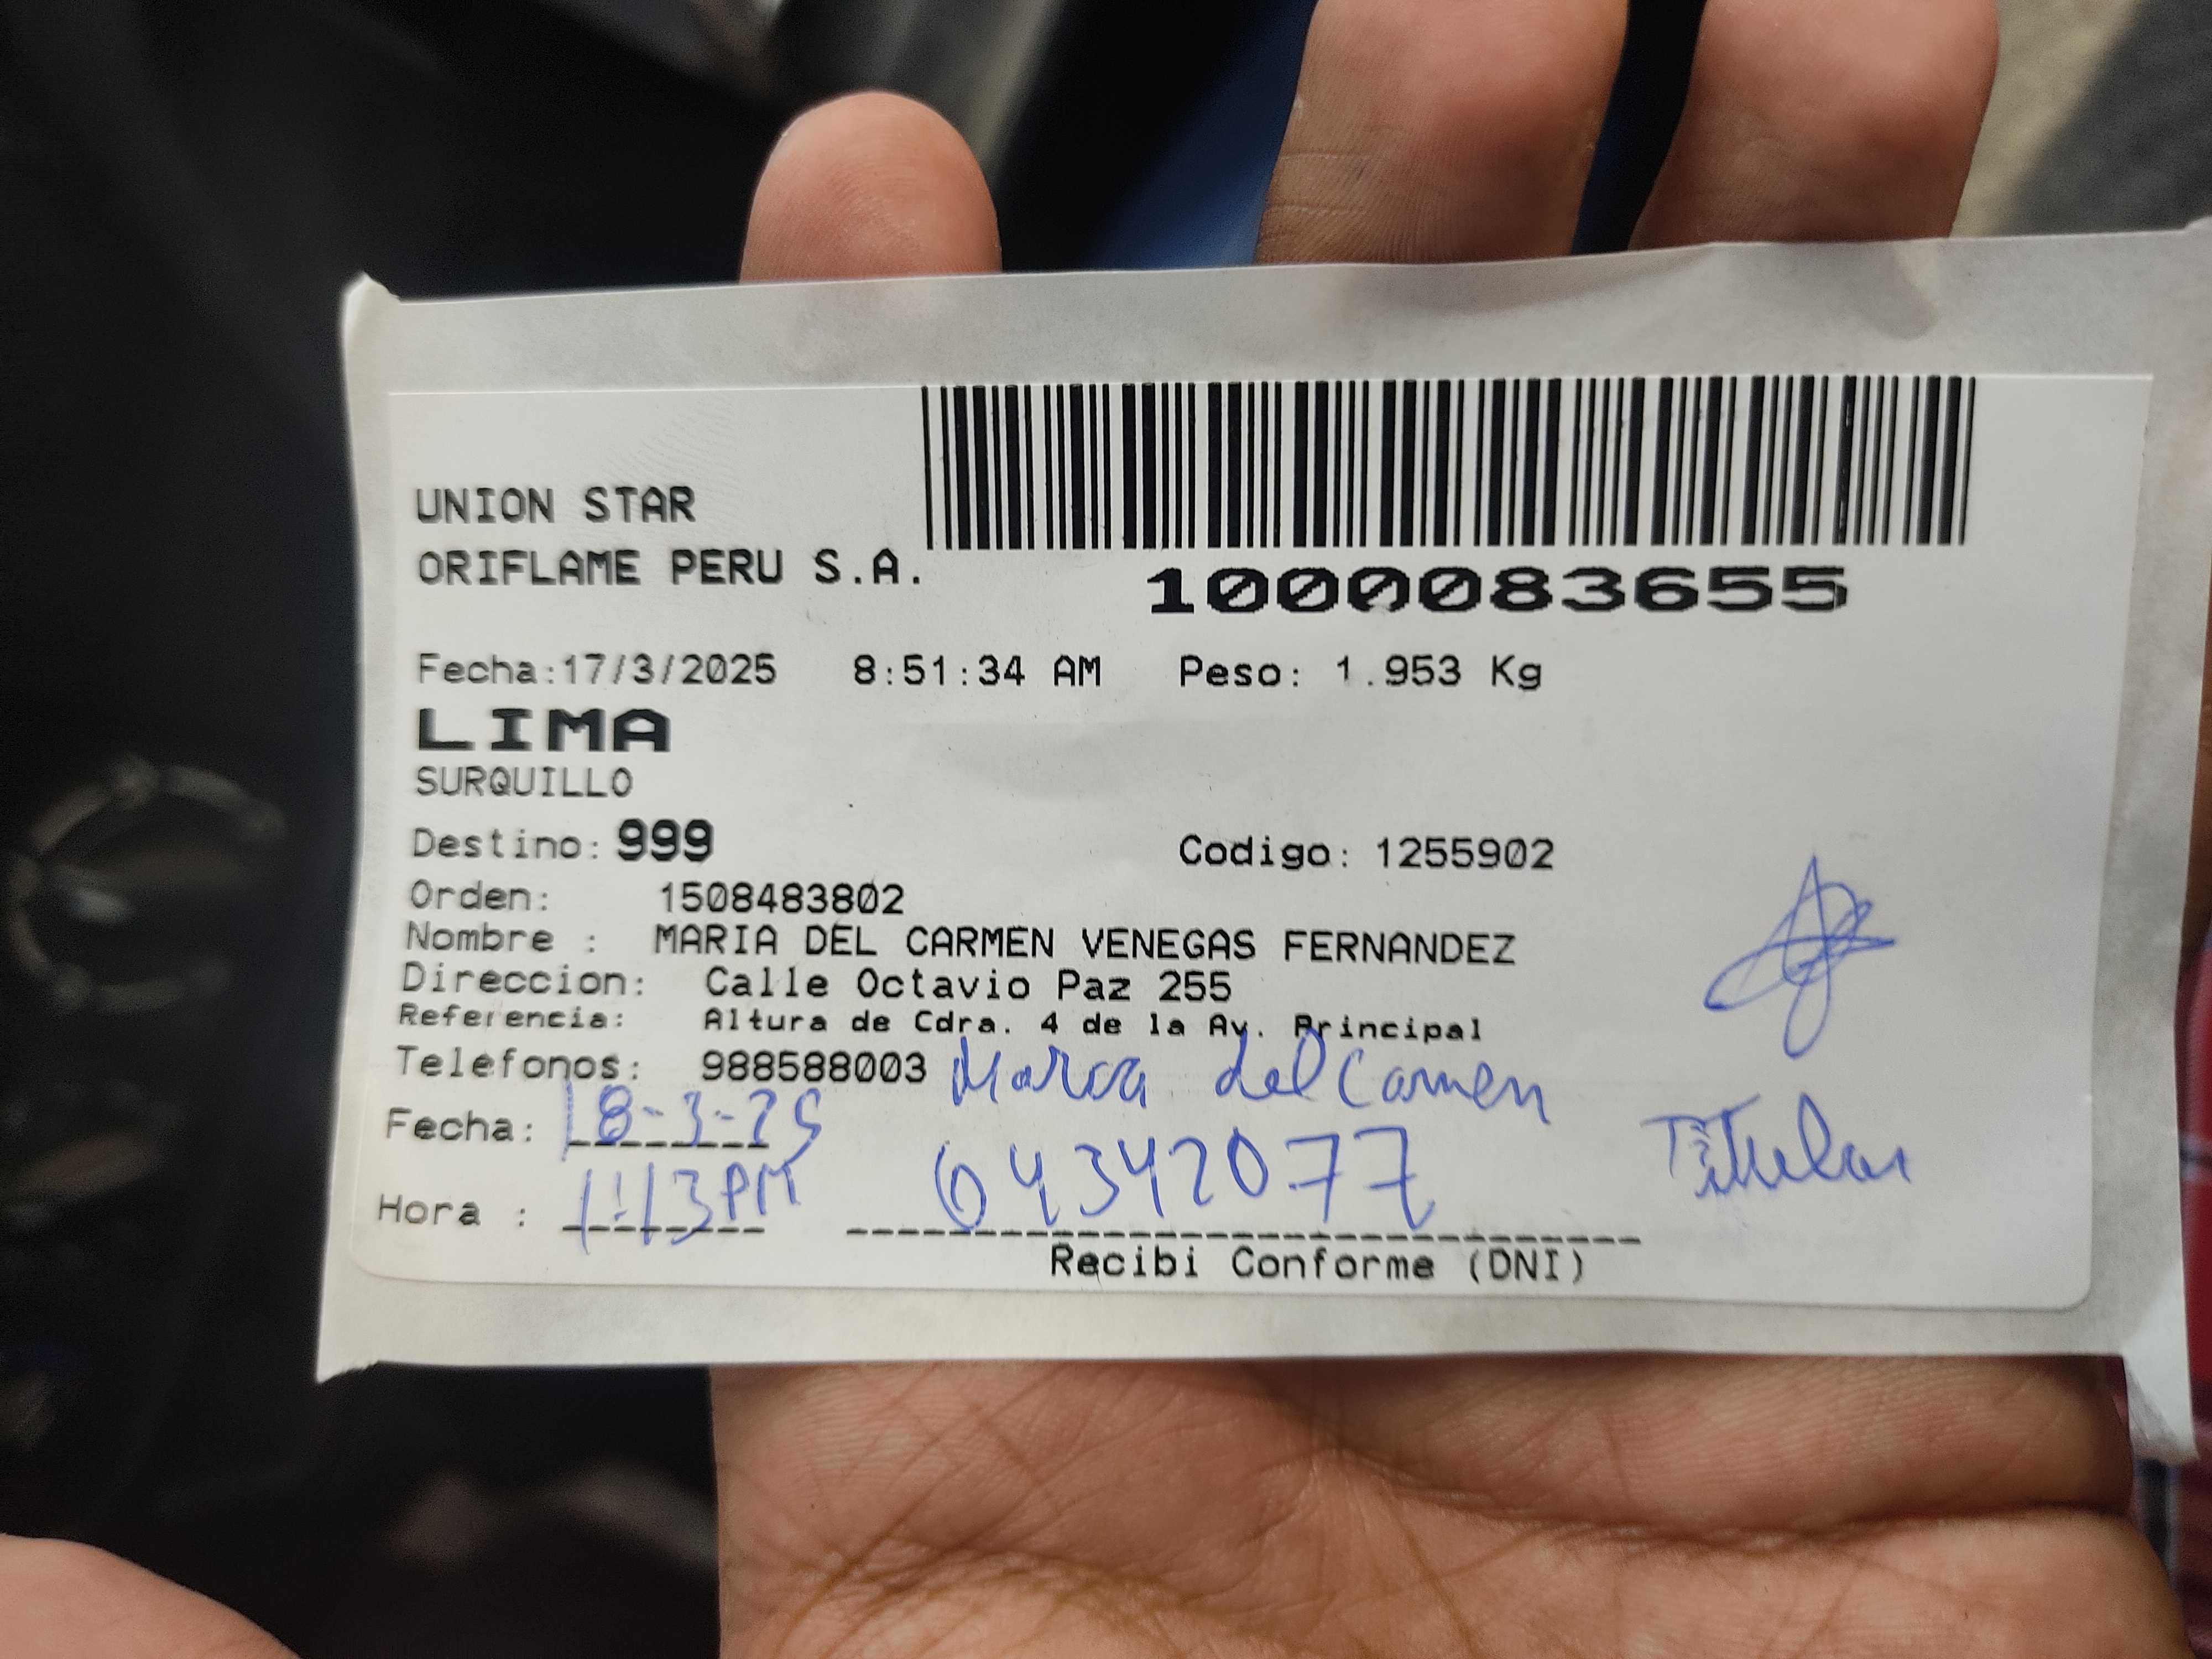 UNION STAR
ORIFLAME PERU S.A.
1000083655
Fecha:17/3/2025 8:51:34 AM Peso: 1.953 Kg
LIMA
SURQUILLO
Destino: 999 Codigo: 1255902
Orden: 1508483802
Nombre : MARIA DEL CARMEN VENEGAS FERNANDEZ
Direccion: Calle Octavio Paz 255
Referencia: Altura de Cdra. 4 de la Av. Principal
Telefonos: 988588003 Maria del Carmen
Fecha: 18-3-25 Titular
Hora : 1:13PM 64342077
Recibi Conforme (DNI)